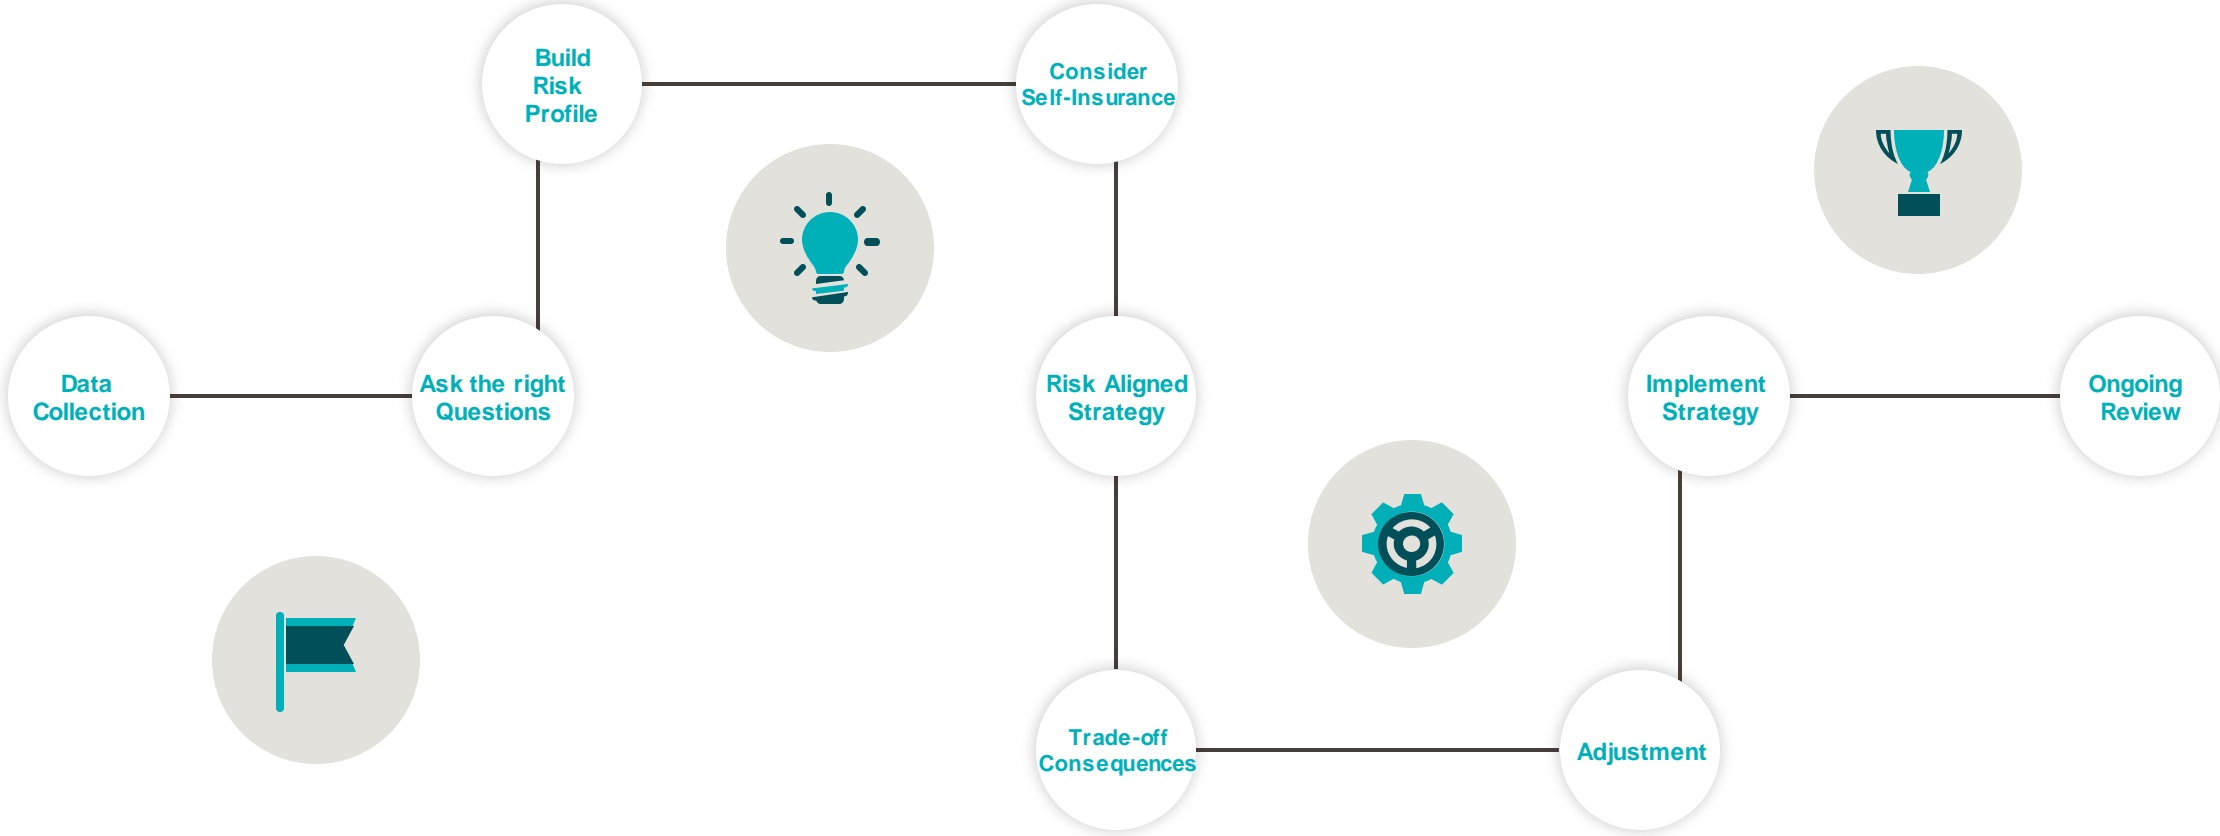 Data
Collection
Ask the right
Questions
Build
Risk
Profile
Consider
Self-Insurance
Risk Aligned
Strategy
Trade-off
Consequences
Adjustment
Implement
Strategy
Ongoing
Review